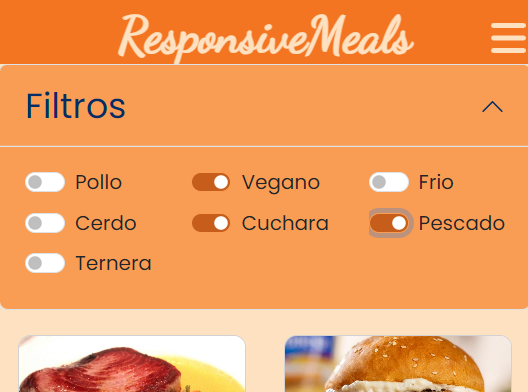 ResponsiveMeals
Filtros
Pollo Vegano Frio
Cerdo Cuchara Pescado
Ternera